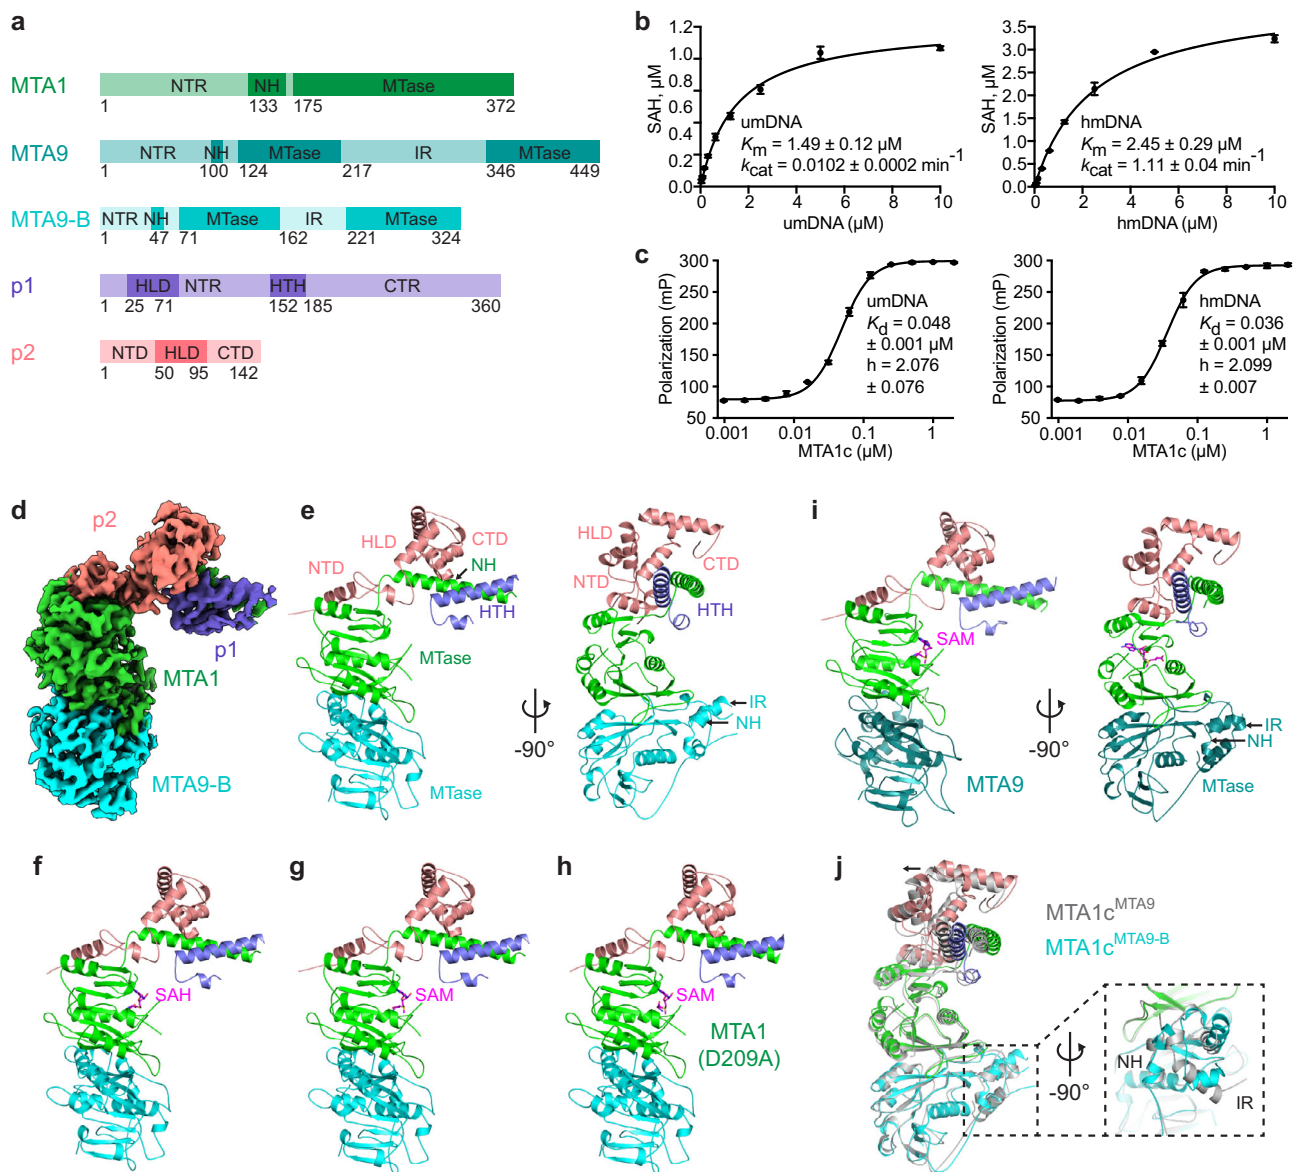 a
MTA1
NTR NH MTase
1 133 175 372
MTA9
NTR NH MTase IR MTase
1 100 124 217 346 449
MTA9-B
NTR NH MTase IR MTase
1 47 71 162 221 324
p1
HLD NTR HTH CTR
1 25 71 152 185 360
p2
NTD HLD CTD
1 50 95 142
b
SAH, µM
1.2
1.0
0.8
0.6
0.4
0.2
0.0
umDNA
Km = 1.49 ± 0.12 µM
kcat = 0.0102 ± 0.0002 min-1
0 2 4 6 8 10
umDNA (µM)
SAH, µM
3.5
3.0
2.5
2.0
1.5
1.0
0.5
0.0
hmDNA
Km = 2.45 ± 0.29 µM
kcat = 1.11 ± 0.04 min-1
0 2 4 6 8 10
hmDNA (µM)
c
Polarization (mP)
300
250
200
150
100
50
umDNA
Kd = 0.048
± 0.001 µM
h = 2.076
± 0.076
0.001 0.01 0.1 1
MTA1c (µM)
Polarization (mP)
300
250
200
150
100
50
hmDNA
Kd = 0.036
± 0.001 µM
h = 2.099
± 0.007
0.001 0.01 0.1 1
MTA1c (µM)
d
p2
p1
MTA1
MTA9-B
e
HLD
CTD
NTD
NH
HTH
MTase
MTase
-90°
HLD
CTD
NTD
HTH
IR
NH
i
SAM
MTA9
-90°
IR
NH
MTase
f
SAH
g
SAM
h
SAM
MTA1
(D209A)
j
MTA1cMTA9
MTA1cMTA9-B
-90°
NH
IR